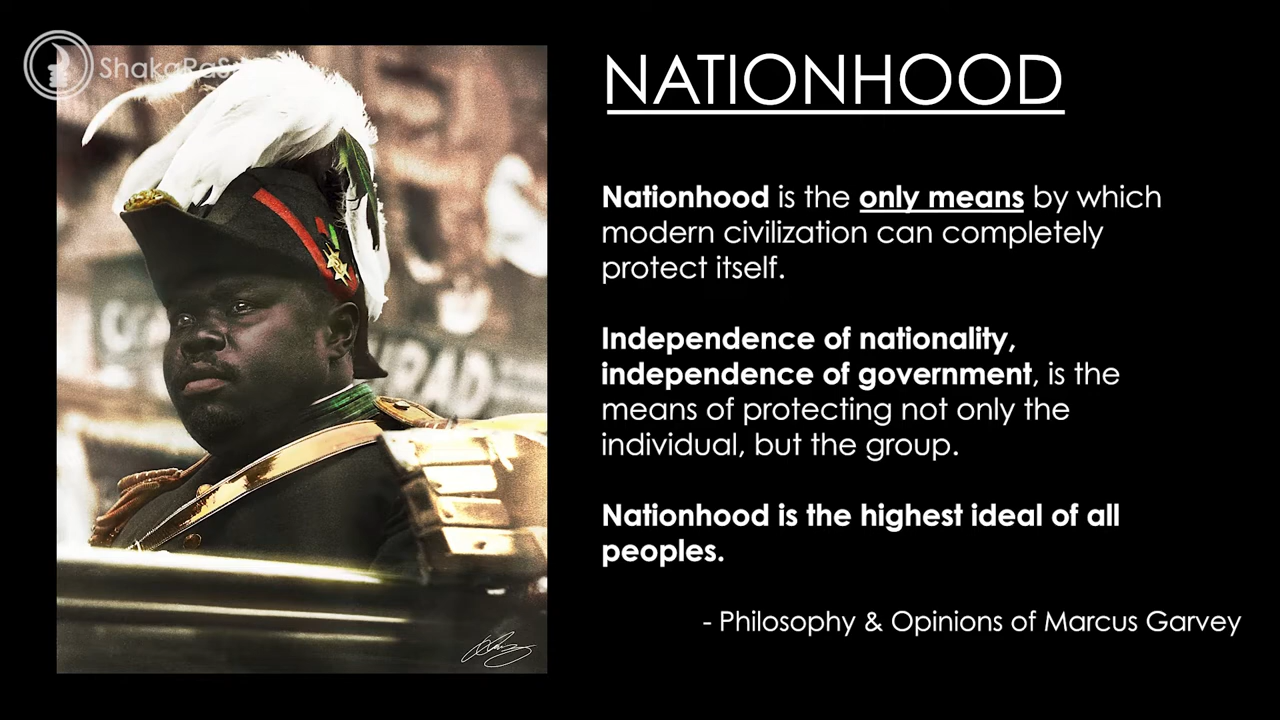 NATIONHOOD
Nationhood is the only means by which
modern civilization can completely
protect itself.
Independence of nationality,
independence of government, is the
means of protecting not only the
individual, but the group.
Nationhood is the highest ideal of all
peoples.
- Philosophy & Opinions of Marcus Garvey